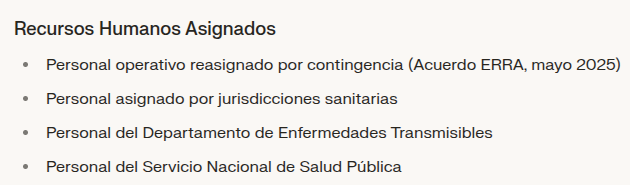 Recursos Humanos Asignados
• Personal operativo reasignado por contingencia (Acuerdo ERRA, mayo 2025)
• Personal asignado por jurisdicciones sanitarias
• Personal del Departamento de Enfermedades Transmisibles
• Personal del Servicio Nacional de Salud Pública